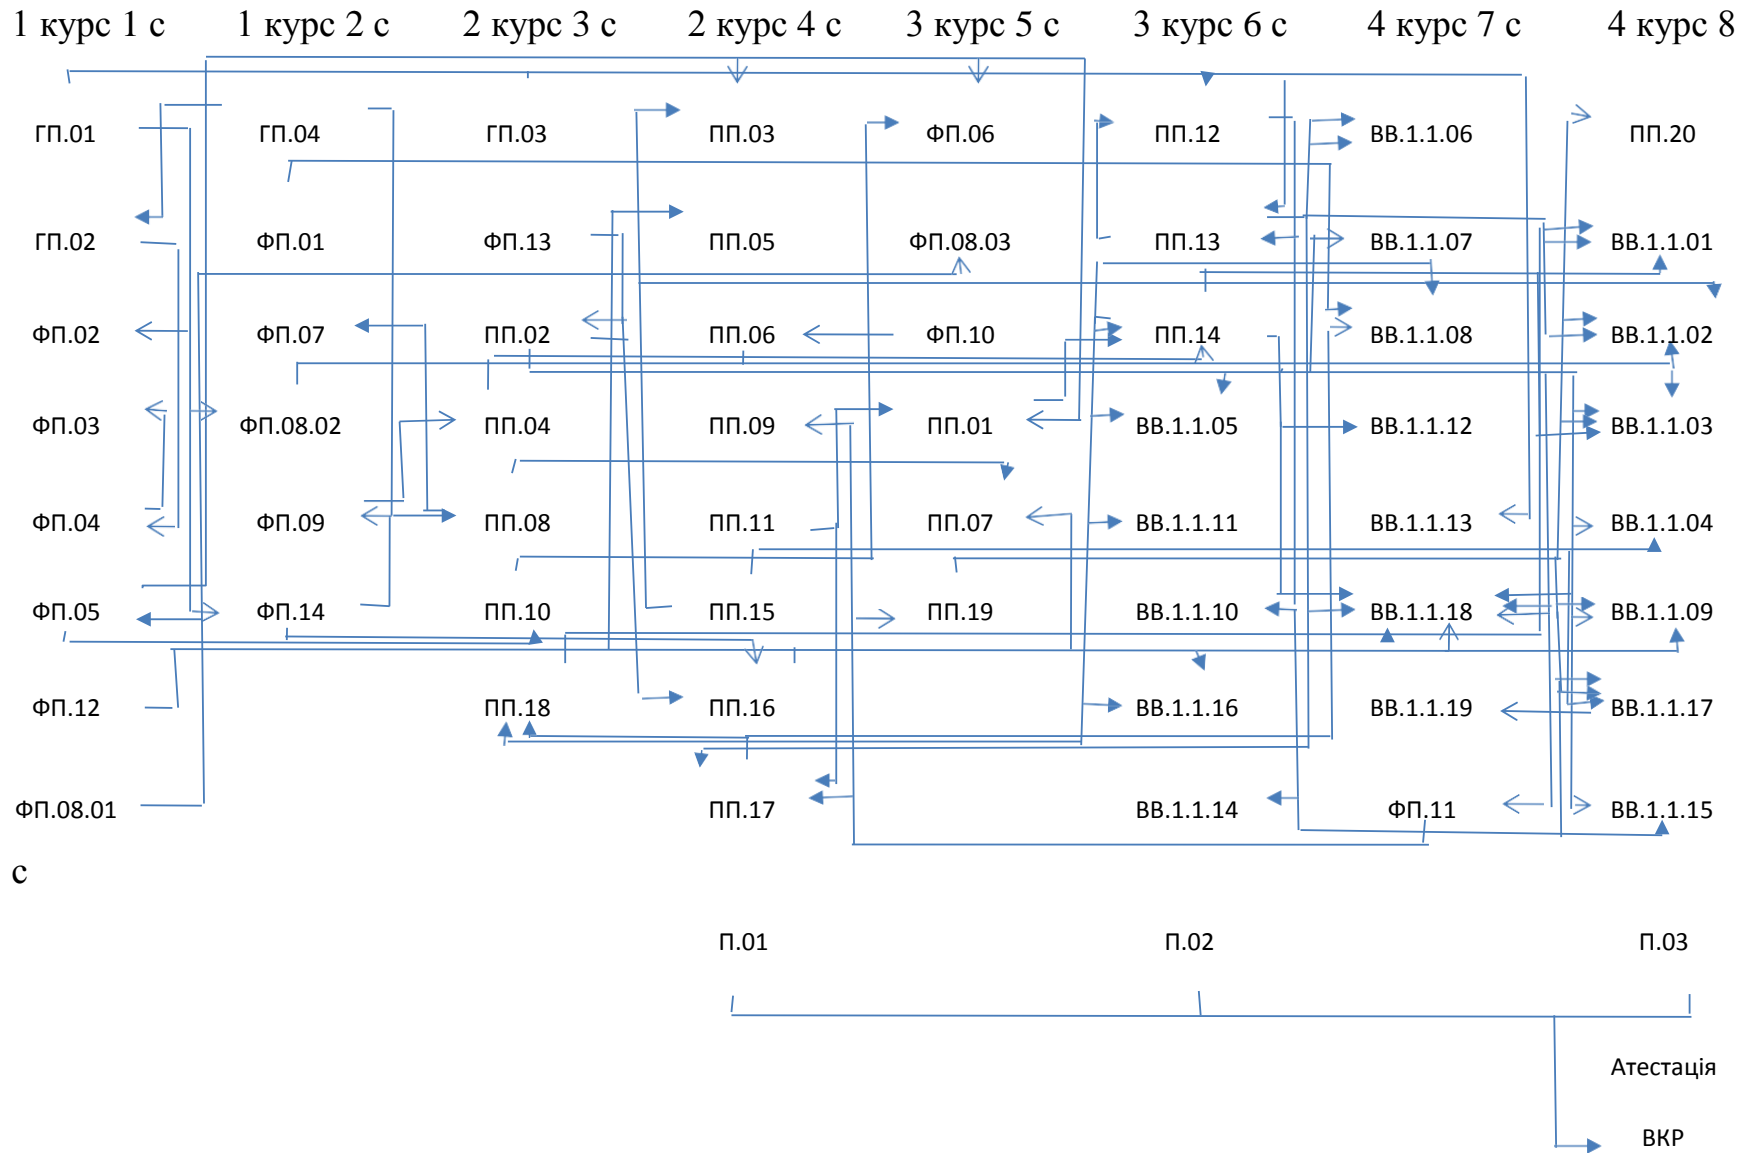 1 курс 1 с 1 курс 2 с 2 курс 3 с 2 курс 4 с 3 курс 5 с 3 курс 6 с 4 курс 7 с 4 курс 8
ГП.01 ГП.04 ГП.03 ПП.03 ФП.06 ПП.12 ВВ.1.1.06 ПП.20
ГП.02 ФП.01 ФП.13 ПП.05 ФП.08.03 ПП.13 ВВ.1.1.07 ВВ.1.1.01
ФП.02 ФП.07 ПП.02 ПП.06 ФП.10 ПП.14 ВВ.1.1.08 ВВ.1.1.02
ФП.03 ФП.08.02 ПП.04 ПП.09 ПП.01 ВВ.1.1.05 ВВ.1.1.12 ВВ.1.1.03
ФП.04 ФП.09 ПП.08 ПП.11 ПП.07 ВВ.1.1.11 ВВ.1.1.13 ВВ.1.1.04
ФП.05 ФП.14 ПП.10 ПП.15 ПП.19 ВВ.1.1.10 ВВ.1.1.18 ВВ.1.1.09
ФП.12 ПП.18 ПП.16 ВВ.1.1.16 ВВ.1.1.19 ВВ.1.1.17
ФП.08.01 ПП.17 ВВ.1.1.14 ФП.11 ВВ.1.1.15
с
П.01 П.02 П.03
Атестація
ВКР